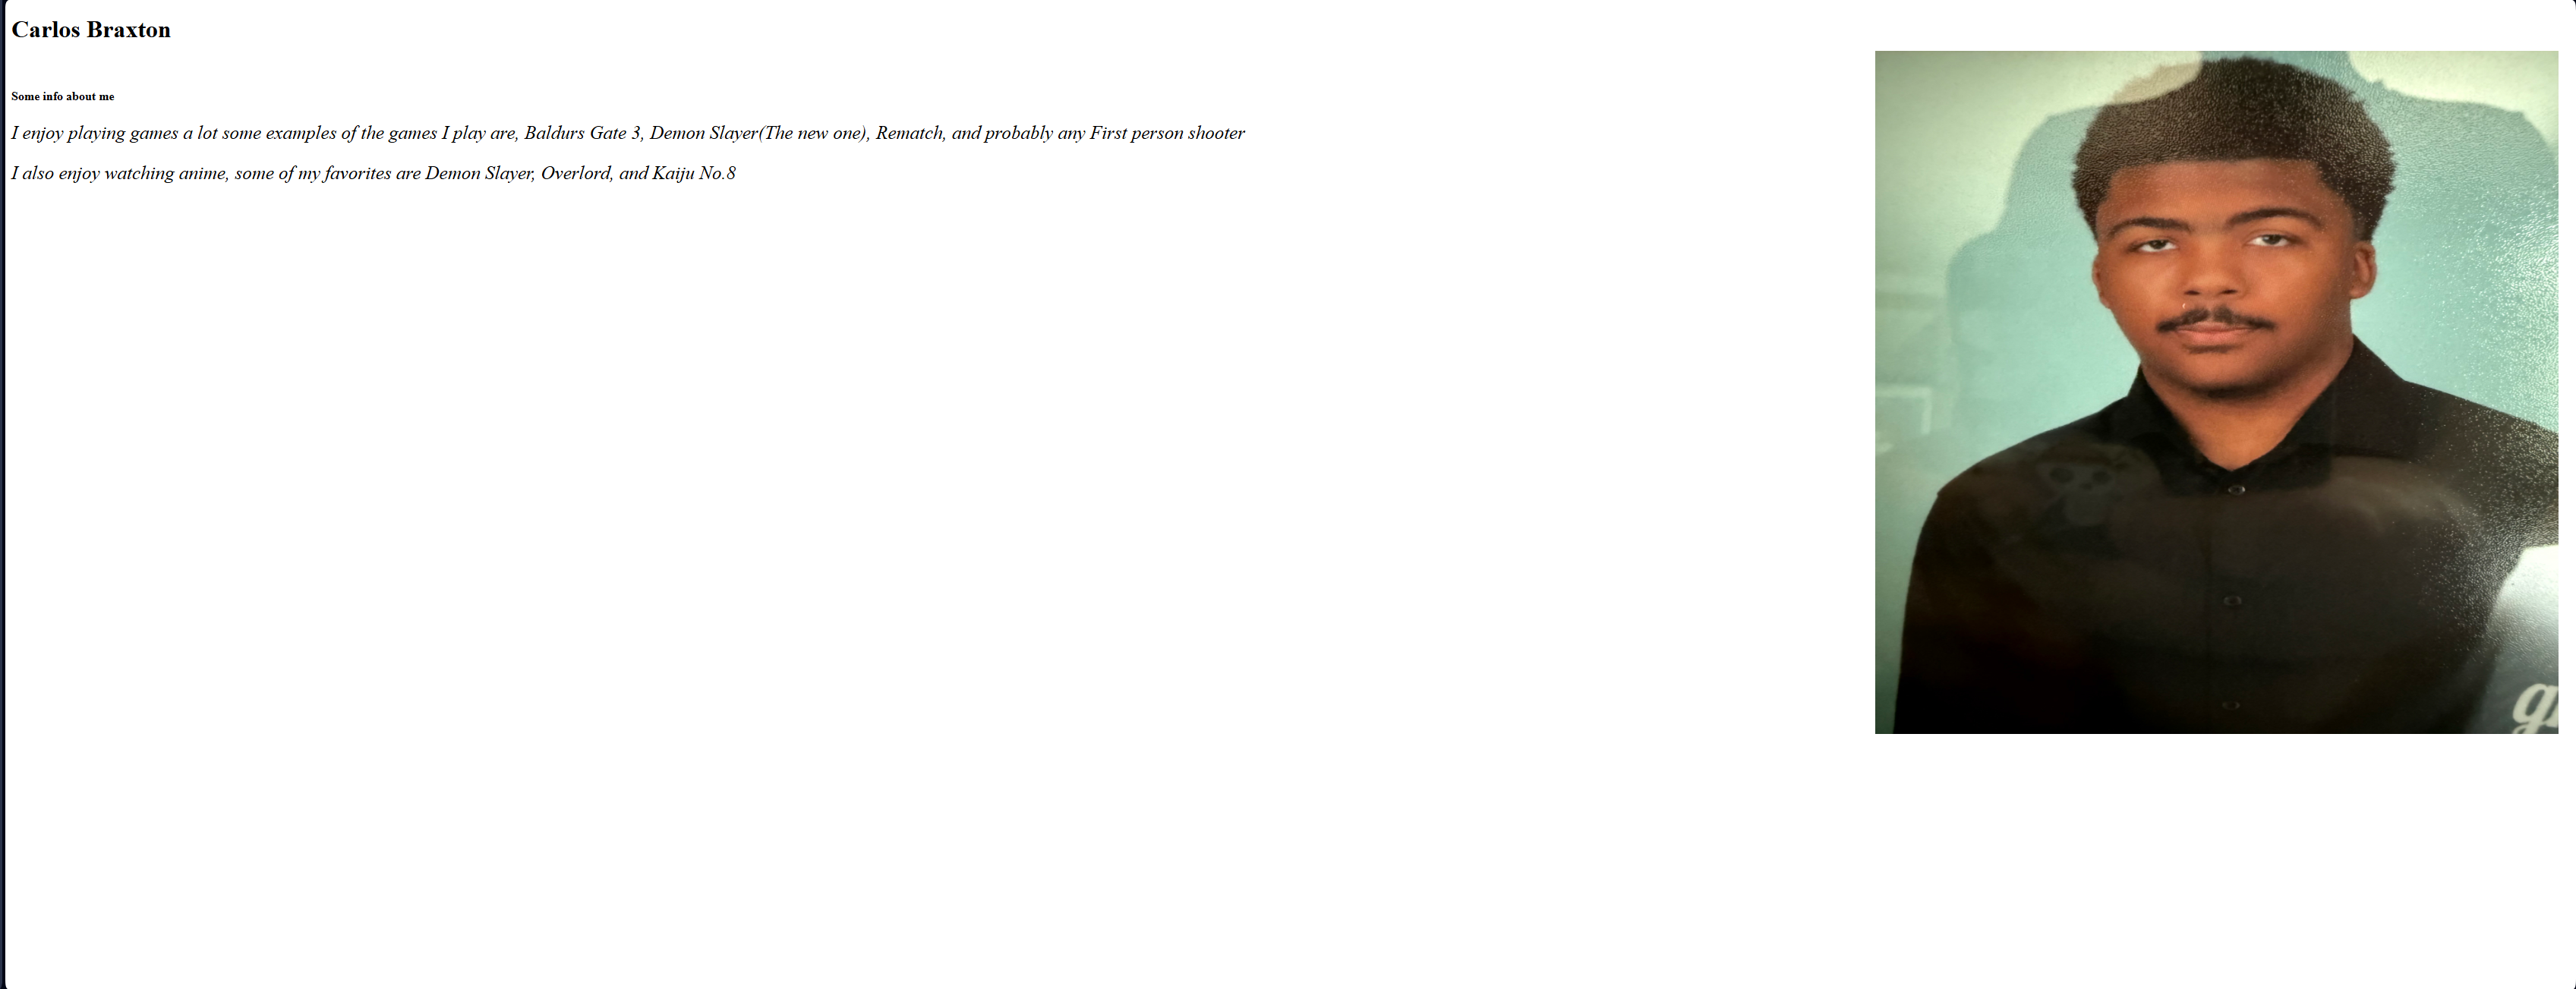 Carlos Braxton
Some info about me
I enjoy playing games a lot some examples of the games I play are, Baldurs Gate 3, Demon Slayer(The new one), Rematch, and probably any First person shooter
I also enjoy watching anime, some of my favorites are Demon Slayer, Overlord, and Kaiju No.8